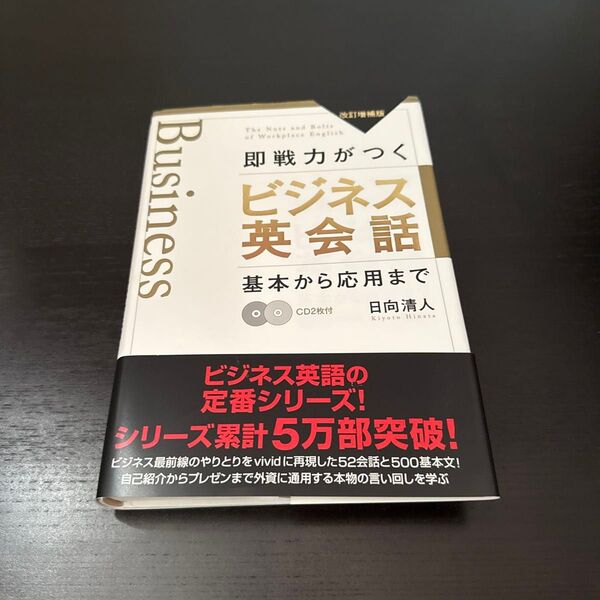 改訂増補版
Business
The Nuts and Bolts
of Workplace English
即戦力がつく
ビジネス
英会話
基本から応用まで
CD2枚付
日向清人
Kiyoto Hinata
ビジネス英語の
定番シリーズ!
シリーズ累計5万部突破!
ビジネス最前線のやりとりをvividに再現した52会話と500基本文!
自己紹介からプレゼンまで外資に通用する本物の言い回しを学ぶ